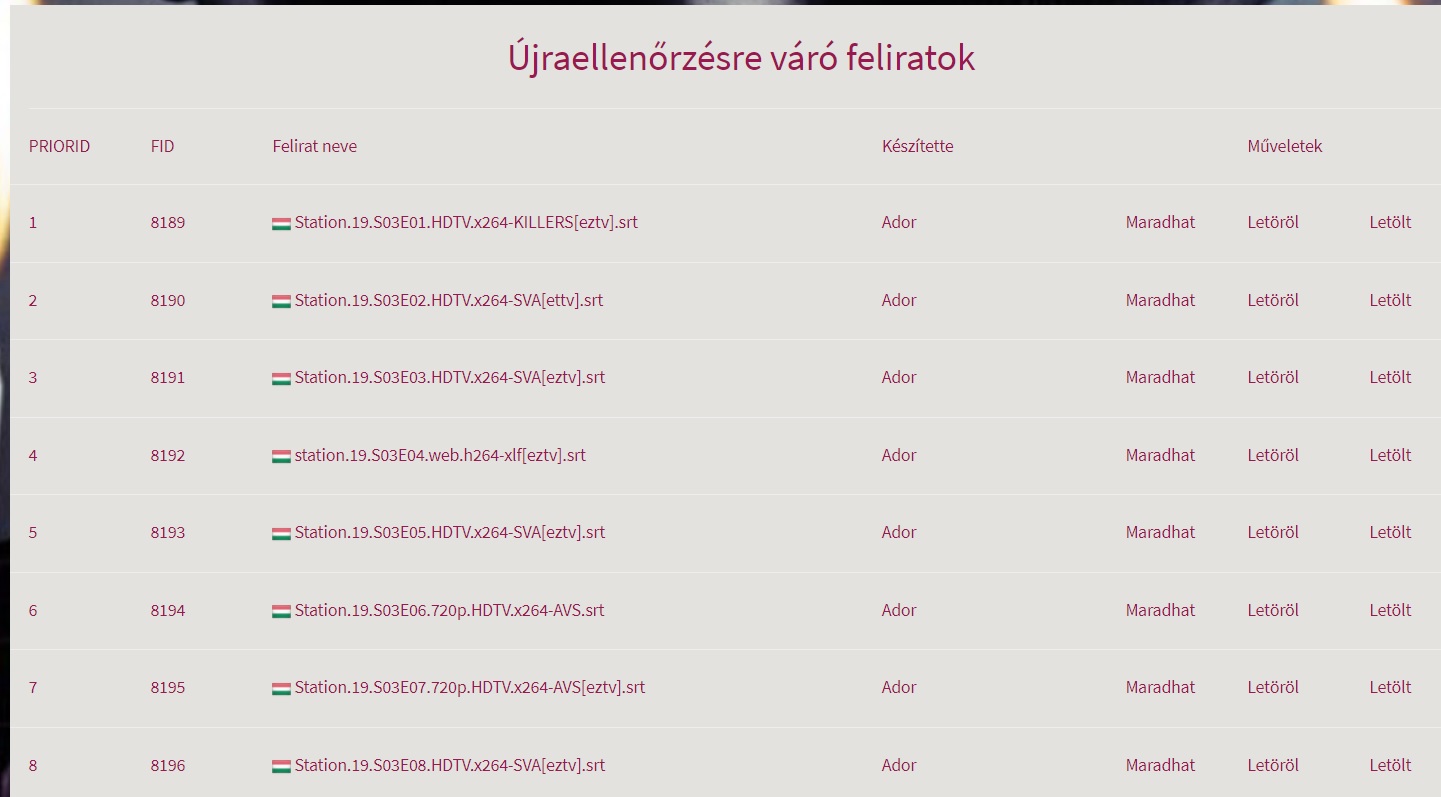 Újraellenőrzésre váró feliratok
PRIORID FID Felirat neve Készítette Műveletek
1 8189 Station.19.S03E01.HDTV.x264-KILLERS[eztv].srt Ador Maradhat Letöröl Letölt
2 8190 Station.19.S03E02.HDTV.x264-SVA[ettv].srt Ador Maradhat Letöröl Letölt
3 8191 Station.19.S03E03.HDTV.x264-SVA[eztv].srt Ador Maradhat Letöröl Letölt
4 8192 station.19.S03E04.web.h264-xlf[eztv].srt Ador Maradhat Letöröl Letölt
5 8193 Station.19.S03E05.HDTV.x264-SVA[eztv].srt Ador Maradhat Letöröl Letölt
6 8194 Station.19.S03E06.720p.HDTV.x264-AVS.srt Ador Maradhat Letöröl Letölt
7 8195 Station.19.S03E07.720p.HDTV.x264-AVS[eztv].srt Ador Maradhat Letöröl Letölt
8 8196 Station.19.S03E08.HDTV.x264-SVA[eztv].srt Ador Maradhat Letöröl Letölt